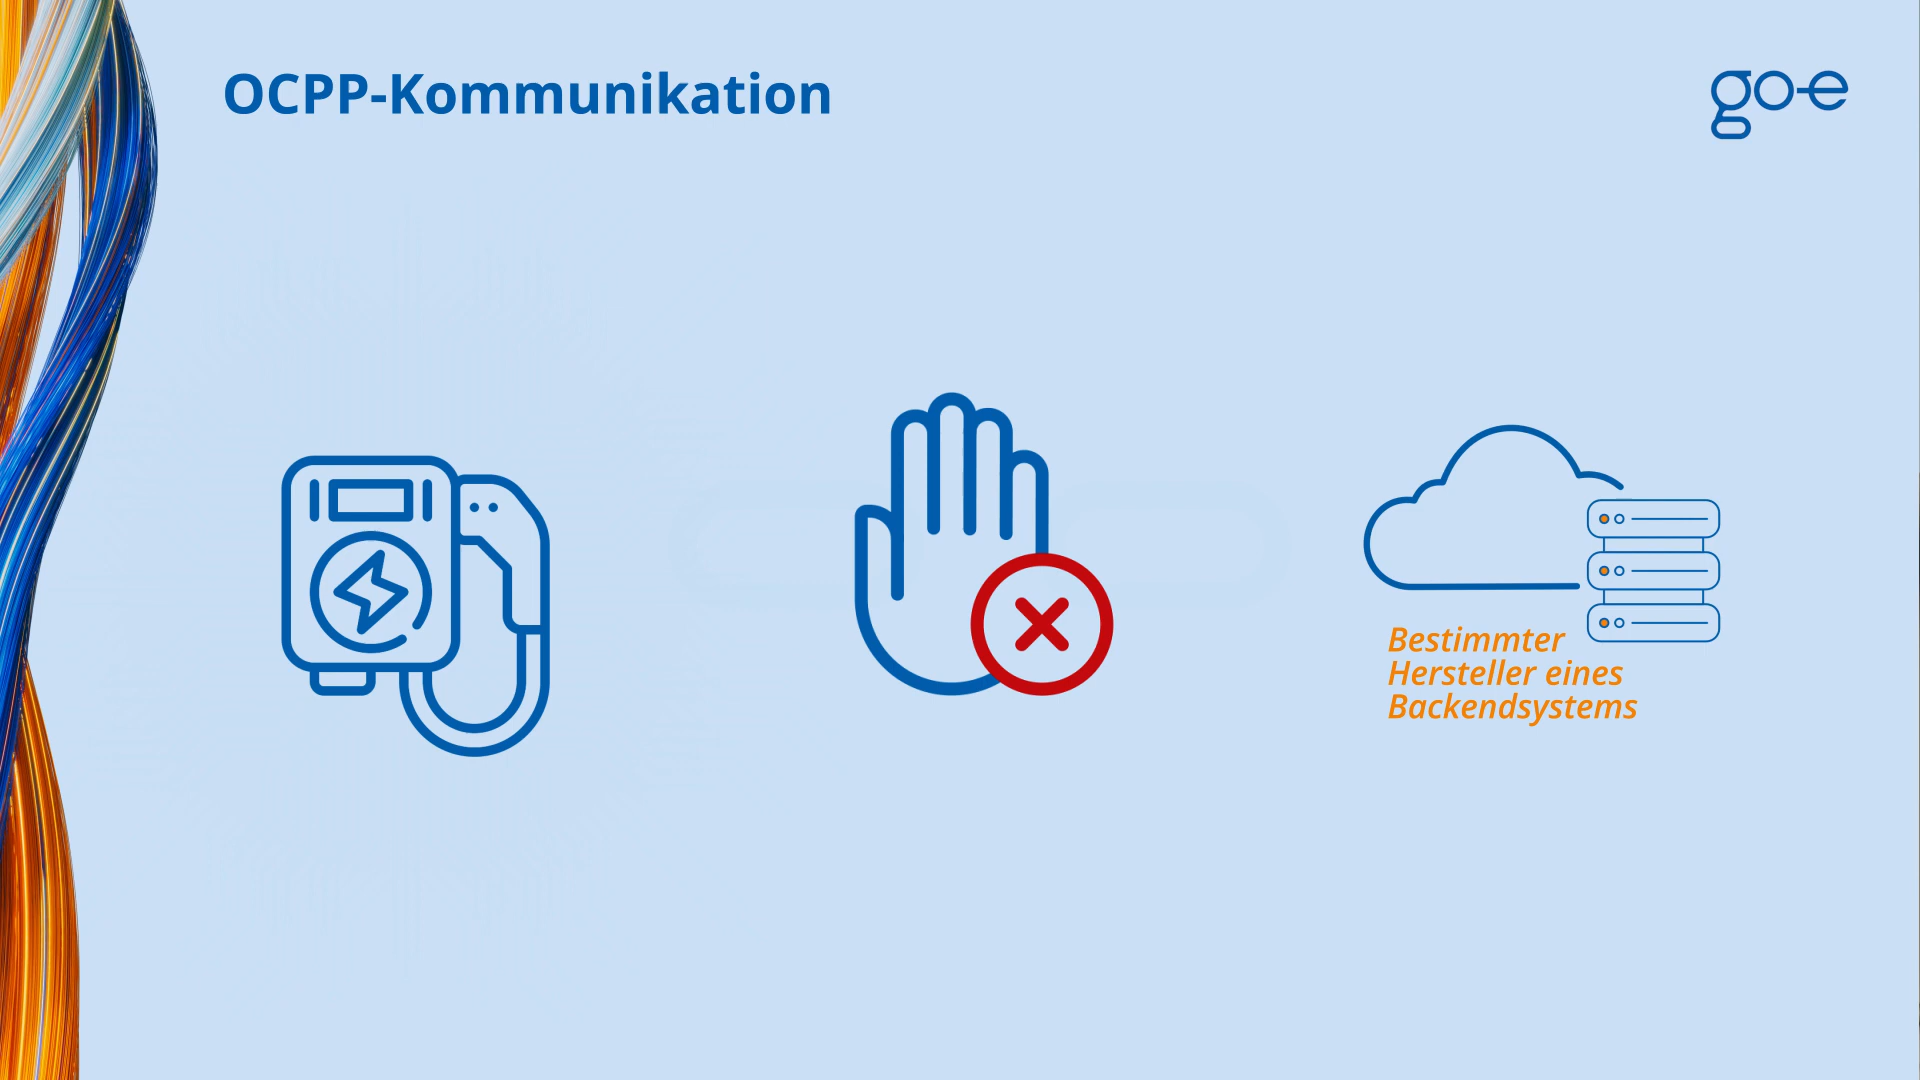 OCPP-Kommunikation
go-e
Bestimmter
Hersteller eines
Backendsystems